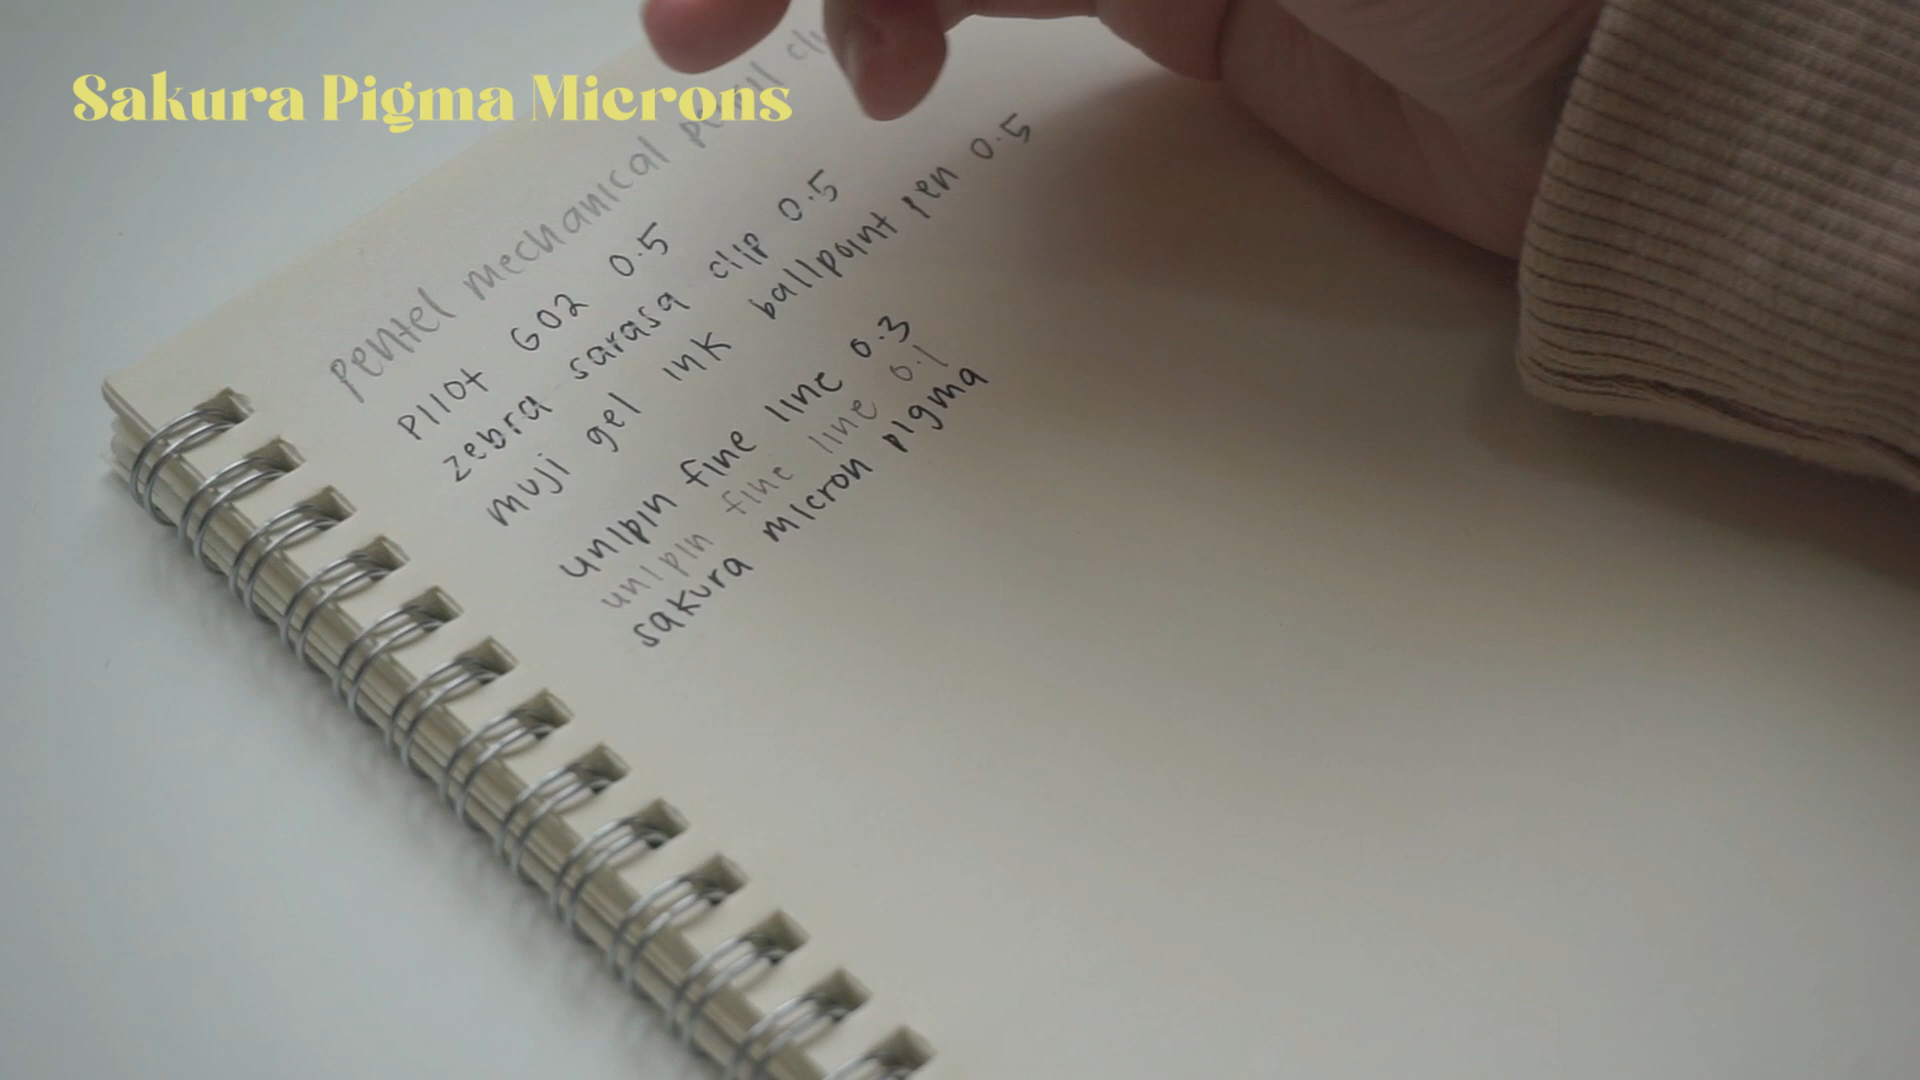 Sakura Pigma Microns
pentel mechanical pencil
pilot G02 0.5
zebra sarasa clip 0.5
muji gel ink ballpoint pen 0.5
unipin fine line 0.3
unipin fine line 0.1
sakura micron pigma